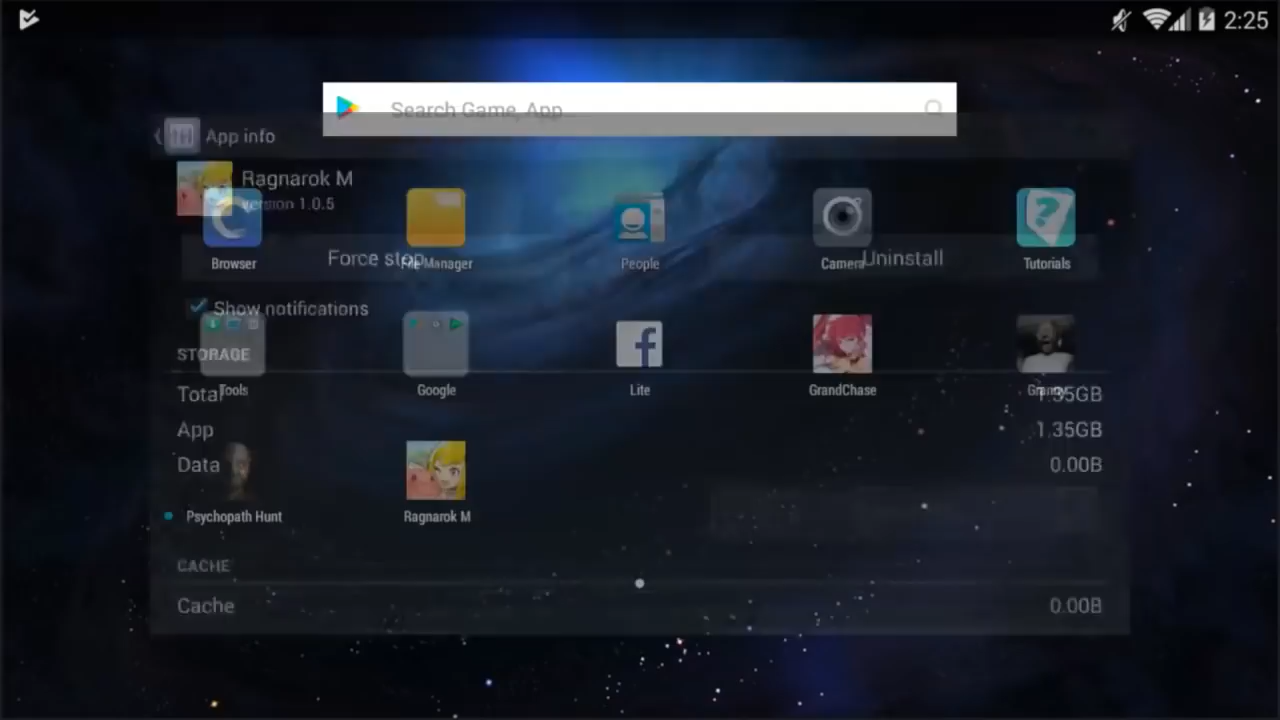 2:25
Search Game, App...
App info
Ragnarok M
version 1.0.5
Force stop
Uninstall
Browser
File Manager
People
Camera
Tutorials
Show notifications
STORAGE
Tools
Google
Lite
GrandChase
Granny
Total
1.35GB
App
1.35GB
Data
0.00B
Psychopath Hunt
Ragnarok M
CACHE
Cache
0.00B